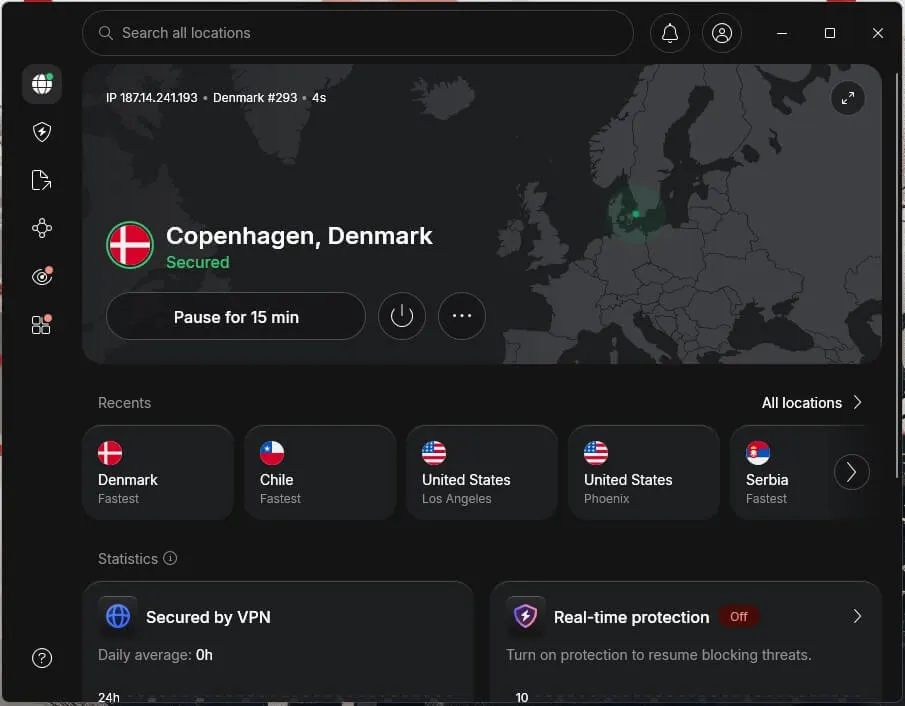 Search all locations
IP 187.14.241.193 • Denmark #293 • 4s
Copenhagen, Denmark
Secured
Pause for 15 min
Recents
All locations
Denmark
Fastest
Chile
Fastest
United States
Los Angeles
United States
Phoenix
Serbia
Fastest
Statistics
Secured by VPN
Daily average: 0h
24h
Real-time protection Off
Turn on protection to resume blocking threats.
10